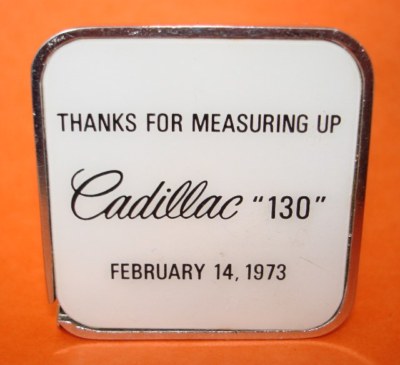 THANKS FOR MEASURING UP
Cadillac "130"
FEBRUARY 14, 1973